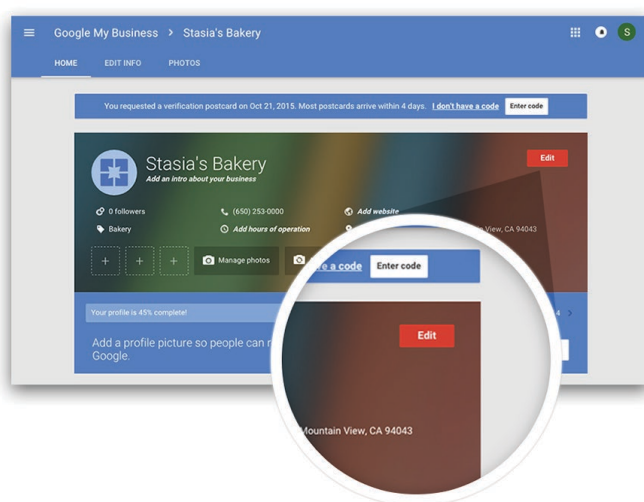 Google My Business > Stasia's Bakery
S
HOME EDIT INFO PHOTOS
You requested a verification postcard on Oct 21, 2015. Most postcards arrive within 4 days. I don't have a code Enter code
Stasia's Bakery
Add an intro about your business
Edit
0 followers (650) 253-0000 Add website
Bakery Add hours of operation View, CA 94043
+ + + Manage photos
a code Enter code
Your profile is 45% complete! 4 >
Edit
Add a profile picture so people can
Google.
Mountain View, CA 94043